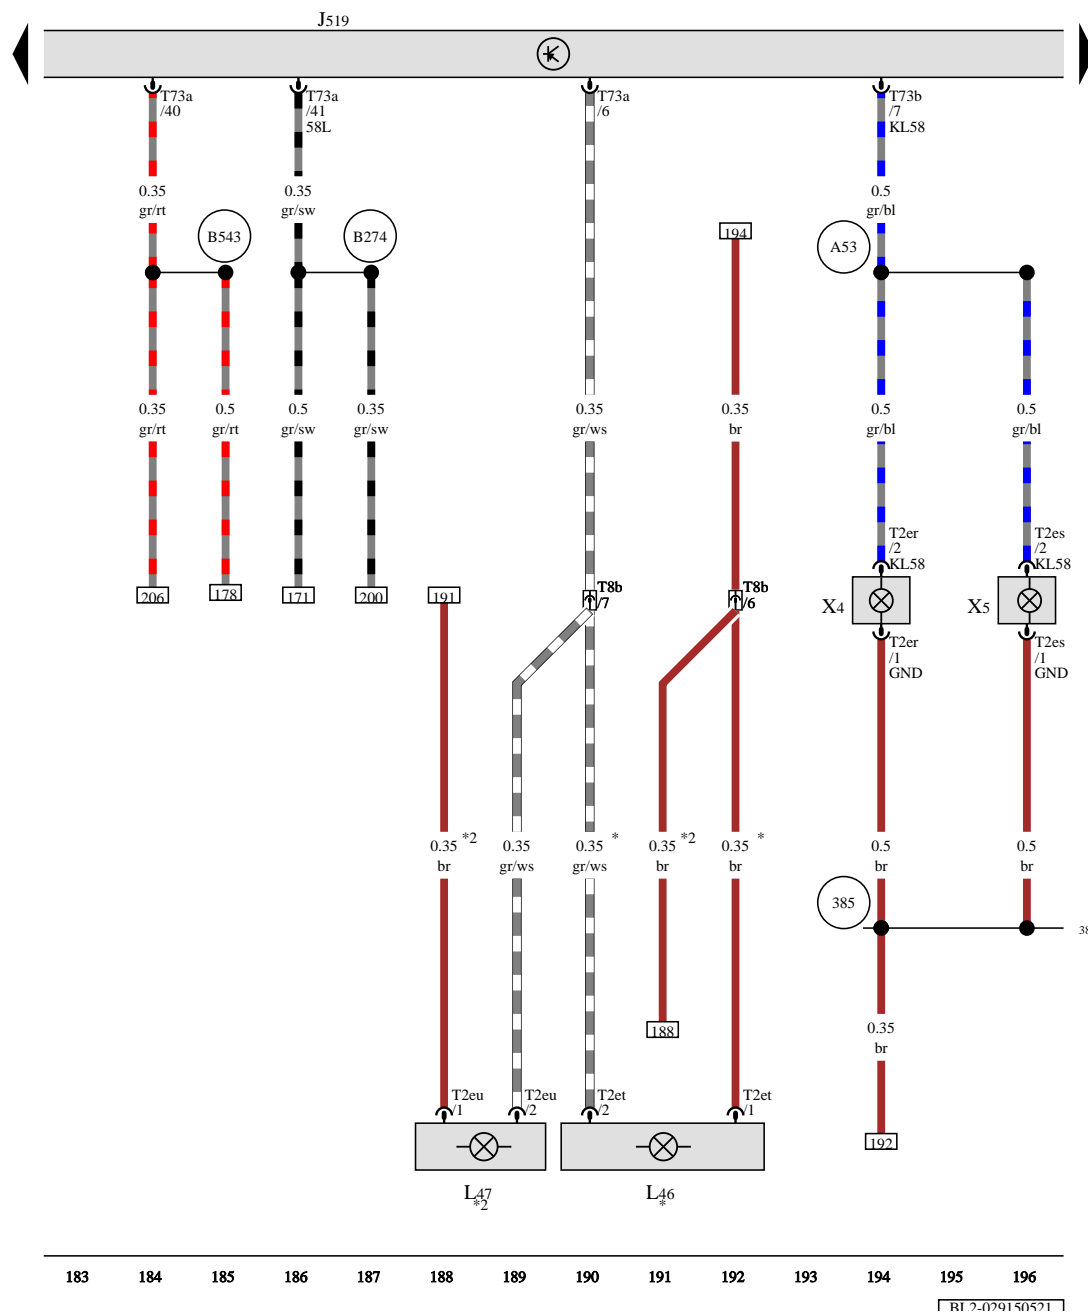 J519
T73a
/40
T73a
/41
58L
T73a
/6
T73b
/7
KL58
0.35
gr/rt
0.35
gr/sw
0.5
gr/bl
B543
B274
194
A53
0.35
gr/rt
0.5
gr/rt
0.5
gr/sw
0.35
gr/sw
0.35
gr/ws
0.35
br
0.5
gr/bl
0.5
gr/bl
T2er
/2
KL58
T2es
/2
KL58
206
178
171
200
191
T8b
/7
T8b
/6
X4
X5
T2er
/1
GND
T2es
/1
GND
0.35 *2
br
0.35
gr/ws
0.35 *
gr/ws
0.35 *2
br
0.35 *
br
0.5
br
0.5
br
385
38
188
0.35
br
T2eu
/1
T2eu
/2
T2et
/2
T2et
/1
192
L47
*2
L46
*
183 184 185 186 187 188 189 190 191 192 193 194 195 196
BL2-029150521